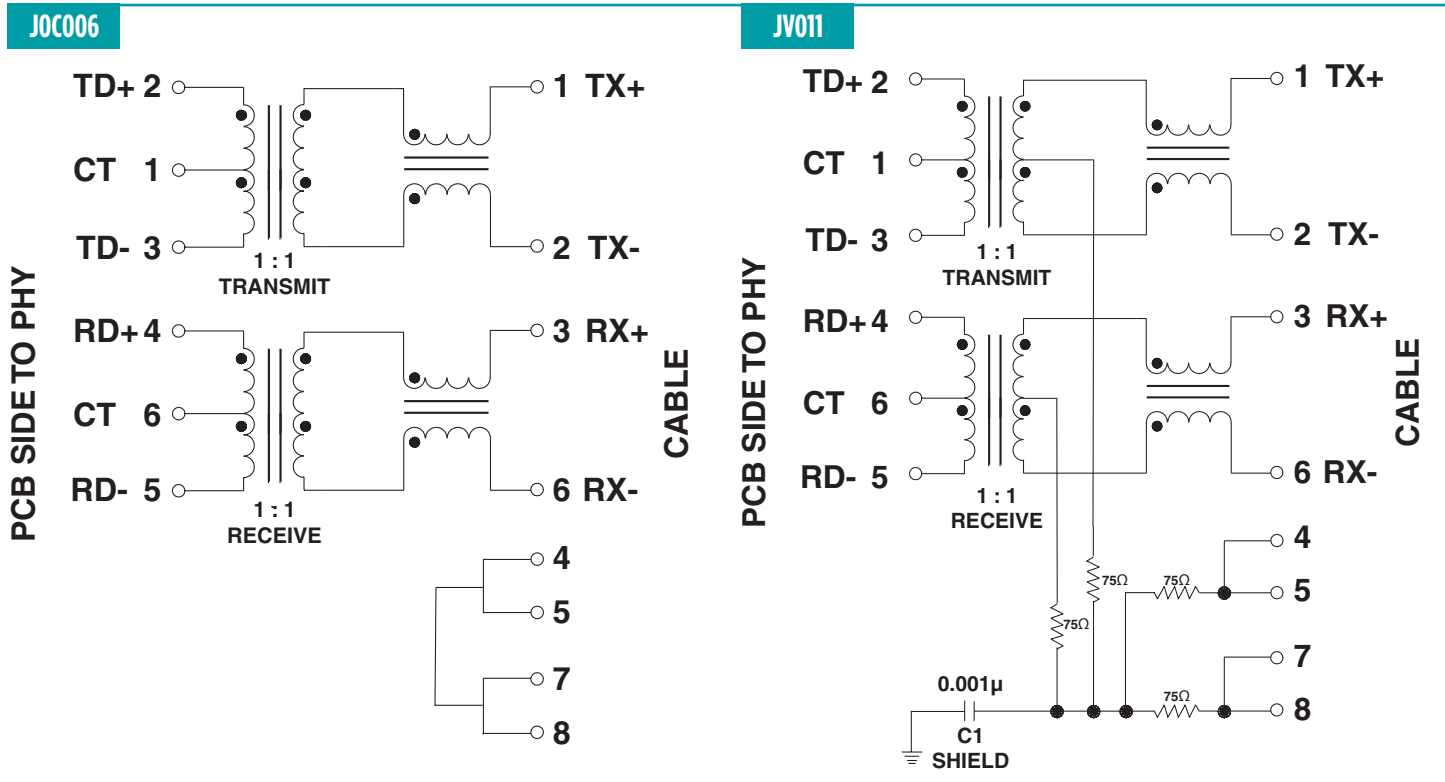 J0C006
TD+ 2
1 TX+
CT 1
TD- 3
2 TX-
1 : 1
TRANSMIT
RD+ 4
3 RX+
CT 6
RD- 5
6 RX-
1 : 1
RECEIVE
PCB SIDE TO PHY
CABLE
4
5
7
8
JV011
TD+ 2
1 TX+
CT 1
TD- 3
2 TX-
1 : 1
TRANSMIT
RD+ 4
3 RX+
CT 6
RD- 5
6 RX-
1 : 1
RECEIVE
PCB SIDE TO PHY
CABLE
4
75Ω
75Ω
5
75Ω
7
0.001µ
75Ω
8
C1
SHIELD